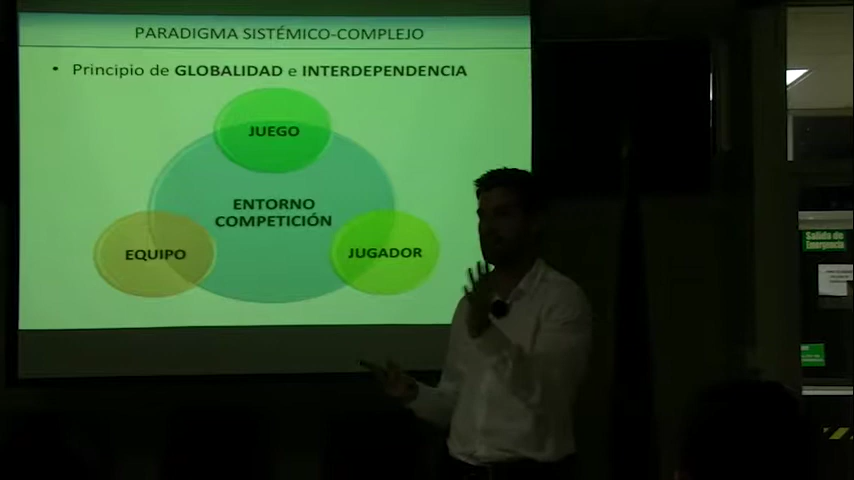 PARADIGMA SISTÉMICO-COMPLEJO
• Principio de GLOBALIDAD e INTERDEPENDENCIA
JUEGO
ENTORNO
COMPETICIÓN
EQUIPO
JUGADOR
Salida de
Emergencia